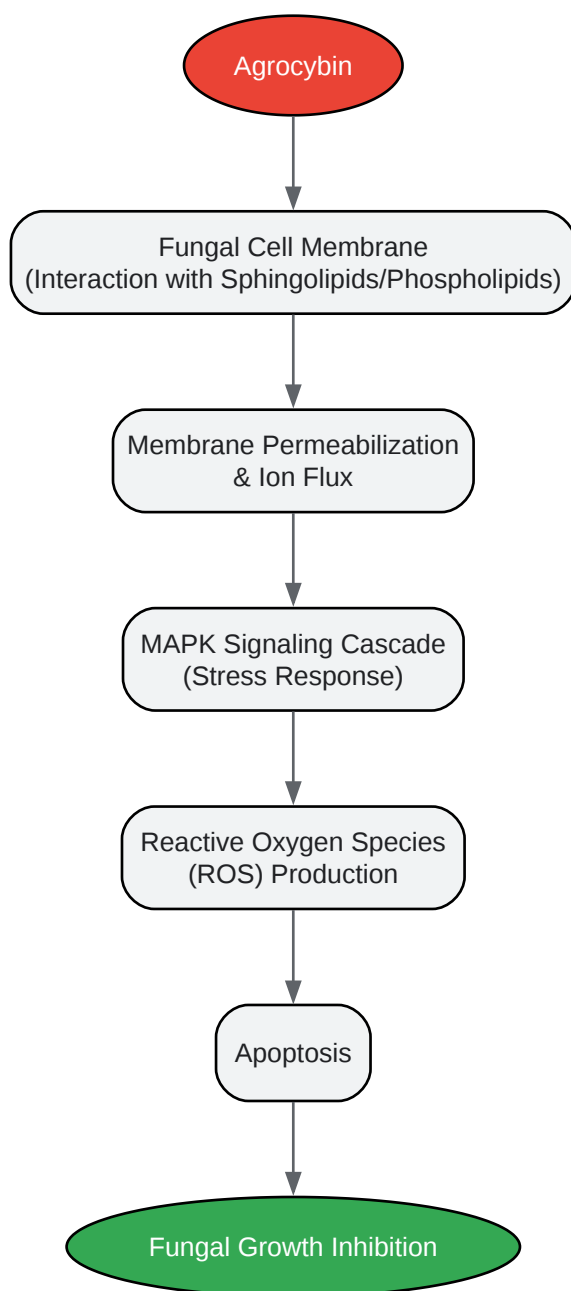 Agrocybin
Fungal Cell Membrane
(Interaction with Sphingolipids/Phospholipids)
Membrane Permeabilization
& Ion Flux
MAPK Signaling Cascade
(Stress Response)
Reactive Oxygen Species
(ROS) Production
Apoptosis
Fungal Growth Inhibition